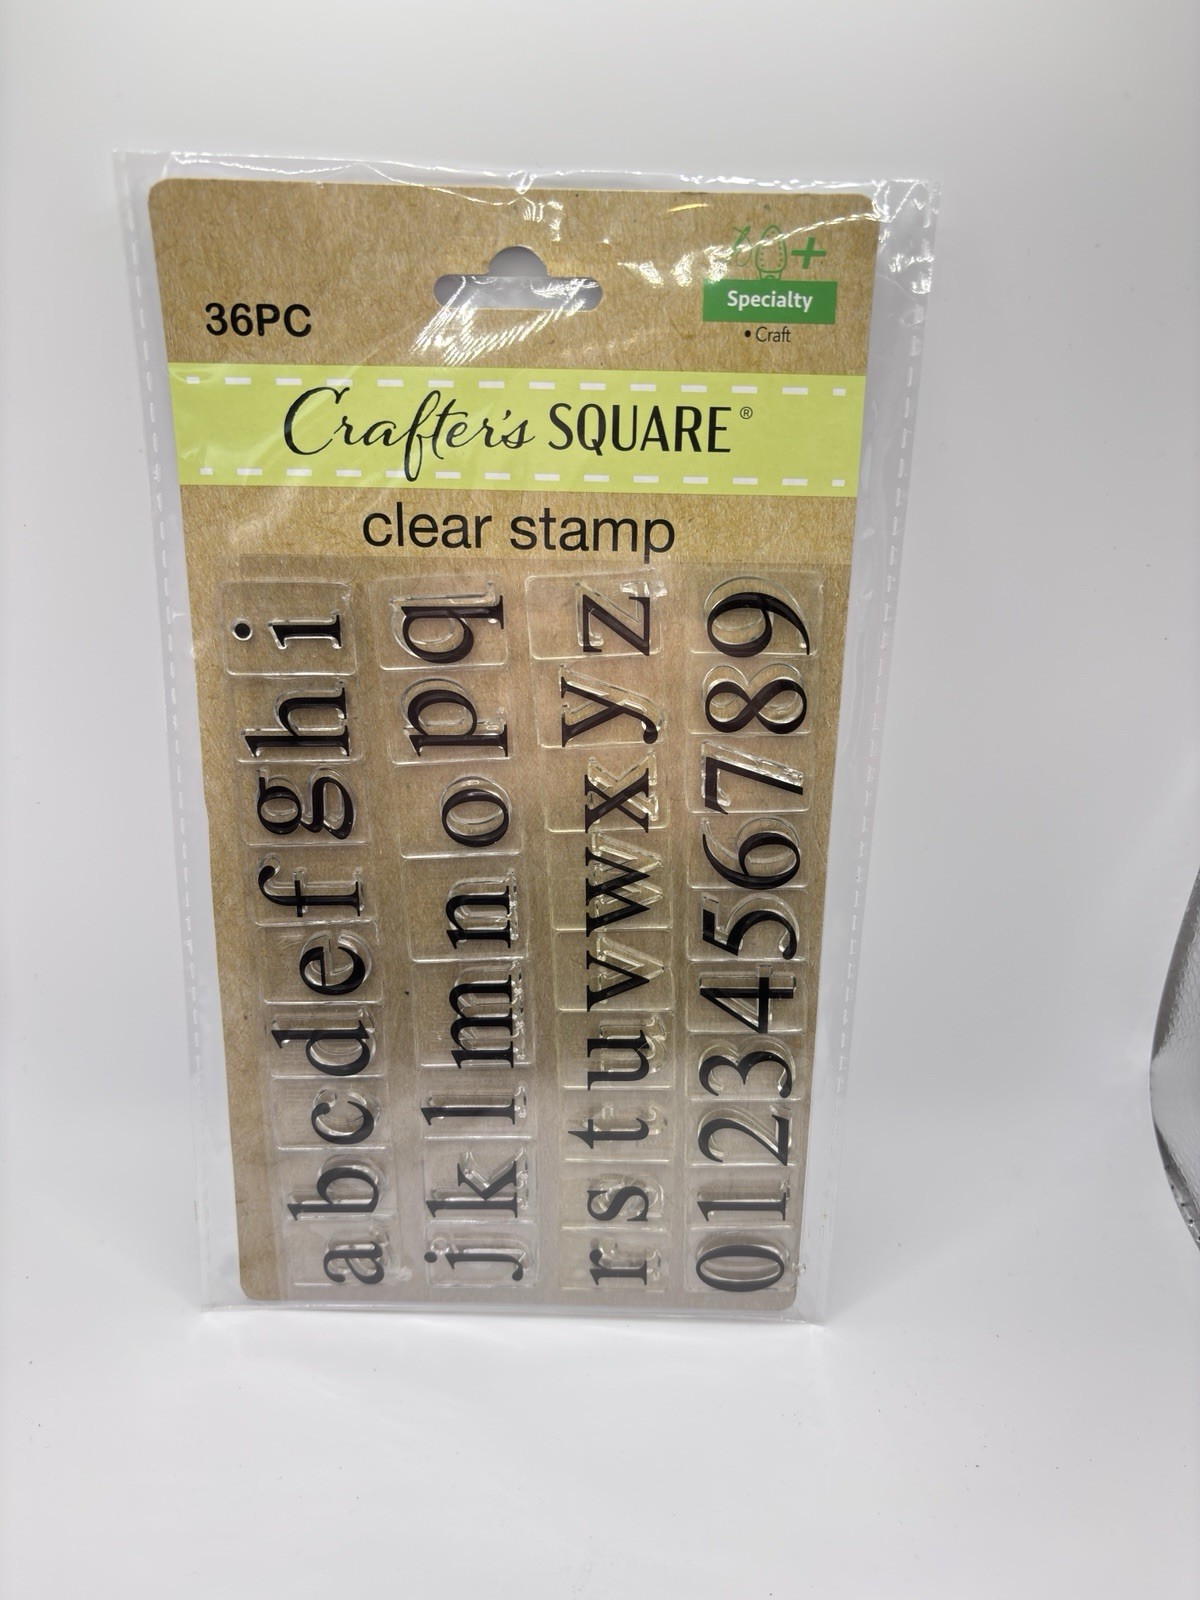 36PC
Specialty
• Craft
Crafter's SQUARE®
clear stamp
abcdefghi
jklmnopq
rstuvwxyz
0123456789